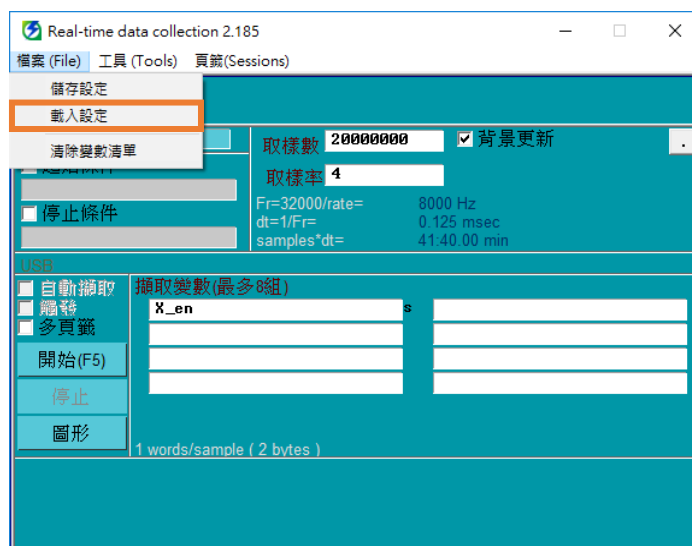 Real-time data collection 2.185
檔案 (File) 工具 (Tools) 頁籤(Sessions)
儲存設定
載入設定
清除變數清單
取樣數 20000000 背景更新 .
取樣率 4
停止條件
Fr=32000/rate= 8000 Hz
dt=1/Fr= 0.125 msec
samples*dt= 41:40.00 min
USB
自動擷取 擷取變數(最多8組)
觸發 X_en s
多頁籤
開始(F5)
停止
圖形
1 words/sample ( 2 bytes )